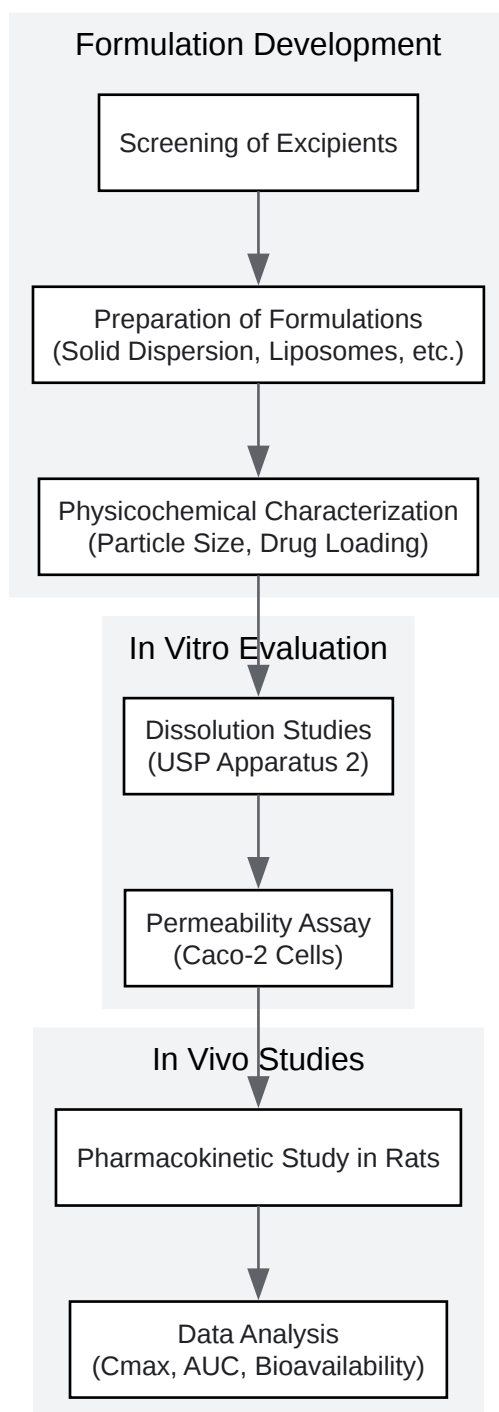 Formulation Development
Screening of Excipients
Preparation of Formulations
(Solid Dispersion, Liposomes, etc.)
Physicochemical Characterization
(Particle Size, Drug Loading)
In Vitro Evaluation
Dissolution Studies
(USP Apparatus 2)
Permeability Assay
(Caco-2 Cells)
In Vivo Studies
Pharmacokinetic Study in Rats
Data Analysis
(Cmax, AUC, Bioavailability)